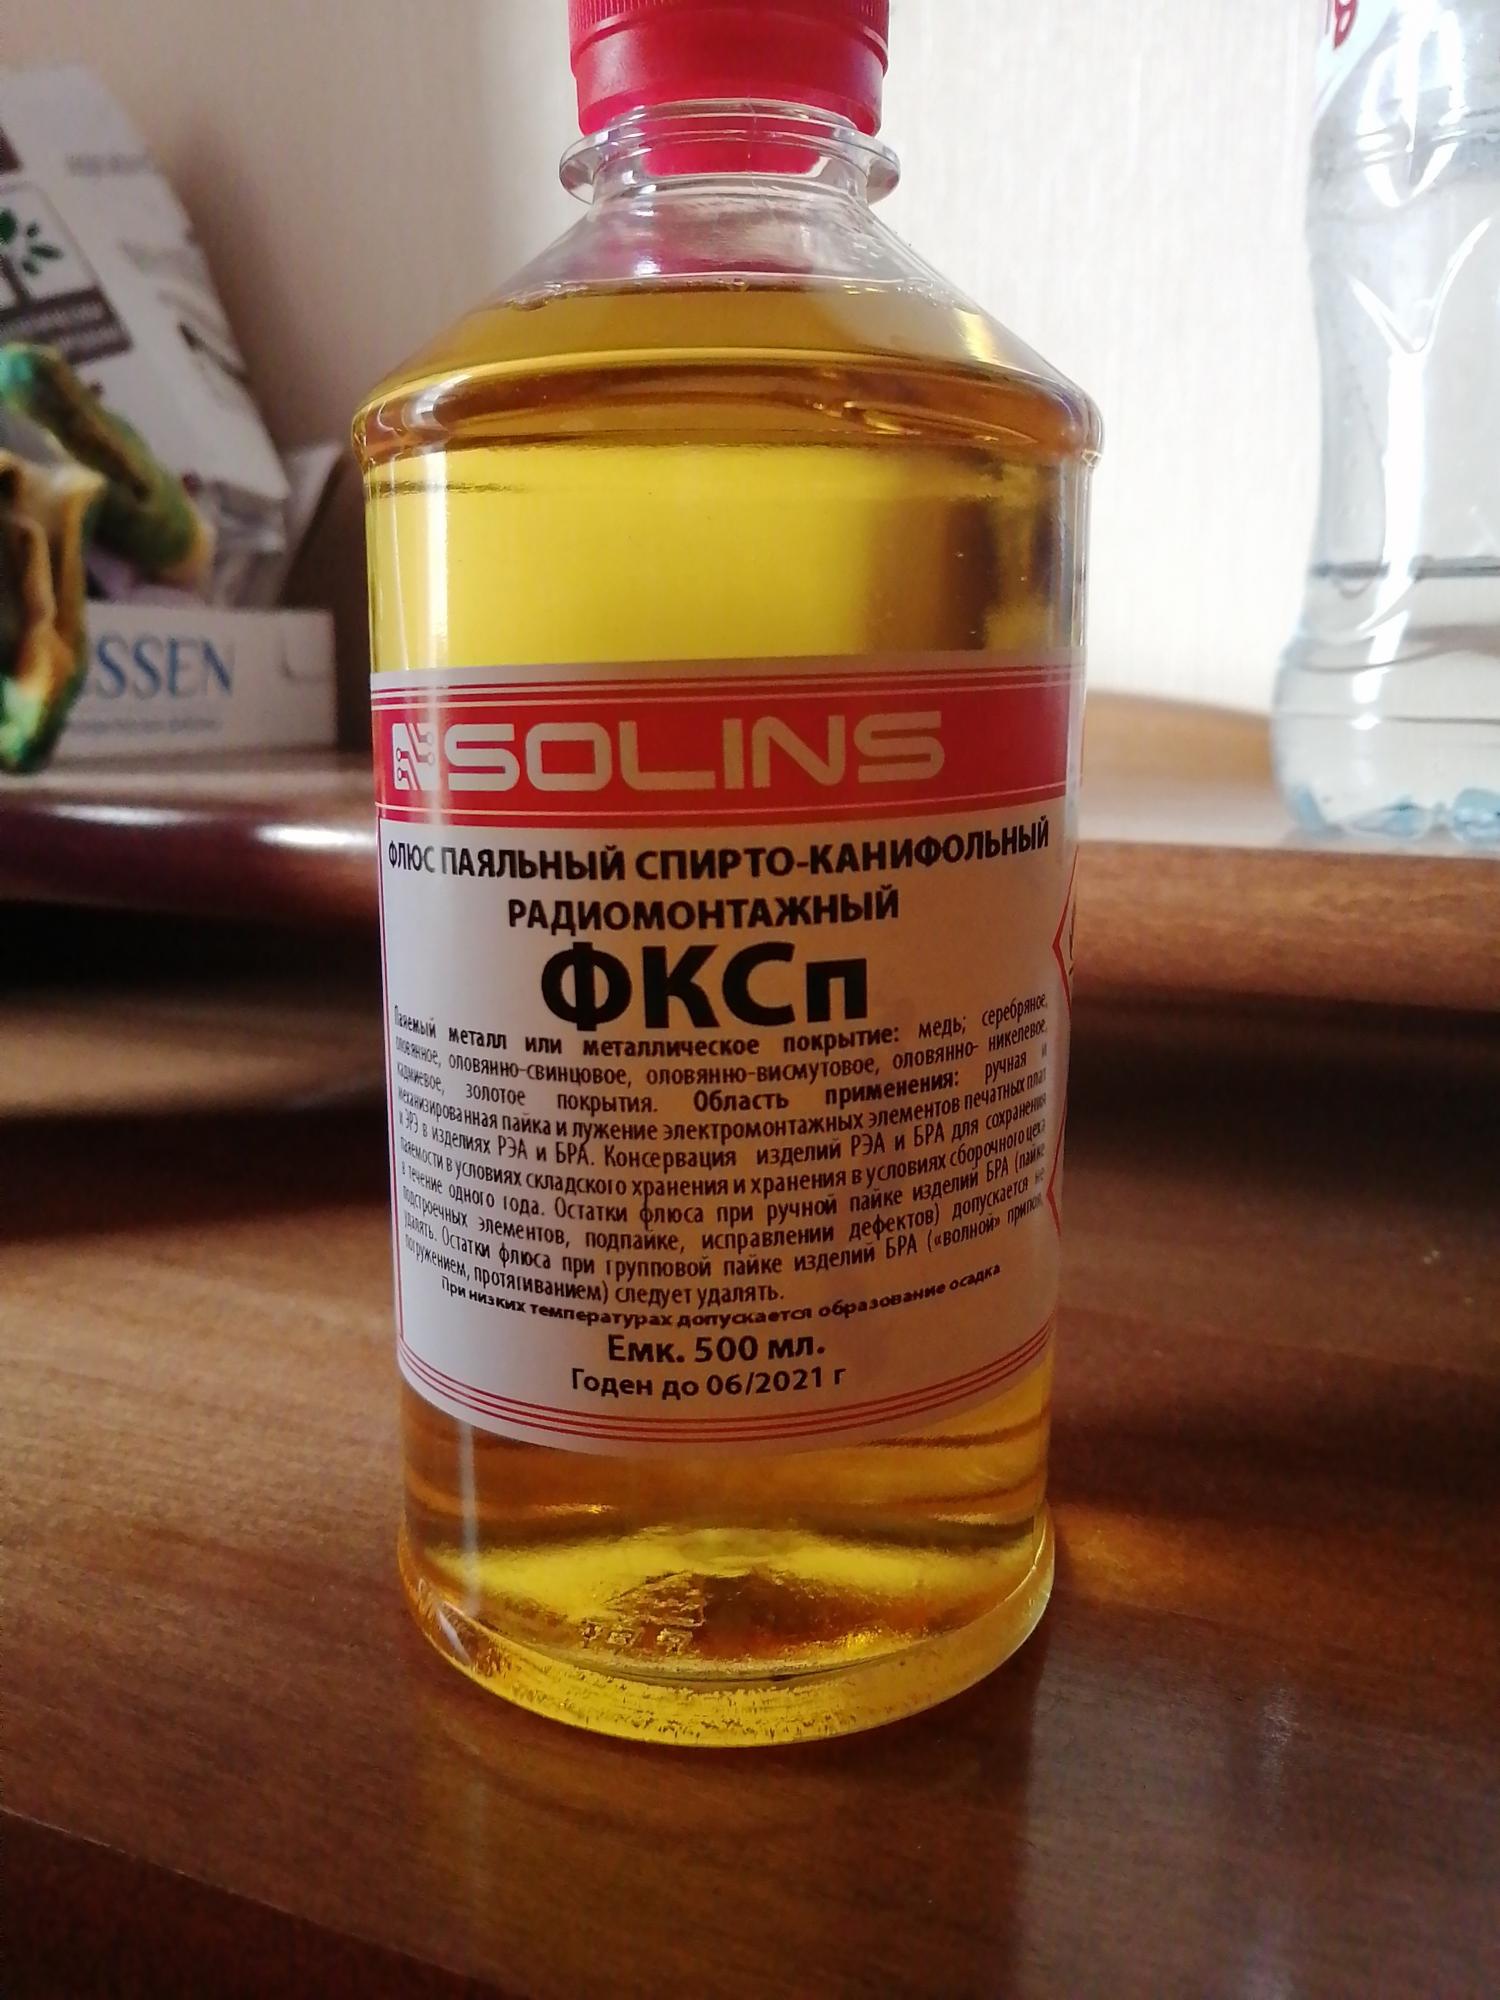 SSEN
SOLINS
ФЛЮС ПАЯЛЬНЫЙ СПИРТО-КАНИФОЛЬНЫЙ
РАДИОМОНТАЖНЫЙ
ФКСп
Паяемый металл или металлическое покрытие: медь; серебряное,
оловянное, оловянно-свинцовое, оловянно-висмутовое, оловянно- никелевое,
кадмиевое, золотое покрытия. Область применения: ручная и
механизированная пайка и лужение электромонтажных элементов печатных плат
и ЭРЭ в изделиях РЭА и БРА. Консервация изделий РЭА и БРА для сохранения
паяемости в условиях складского хранения и хранения в условиях сборочного цеха
в течение одного года. Остатки флюса при ручной пайке изделий БРА (пайке
подстроечных элементов, подпайке, исправлении дефектов) допускается не
удалять. Остатки флюса при групповой пайке изделий БРА («волной» припоя,
погружением, протягиванием) следует удалять.
При низких температурах допускается образование осадка
Емк. 500 мл.
Годен до 06/2021 г